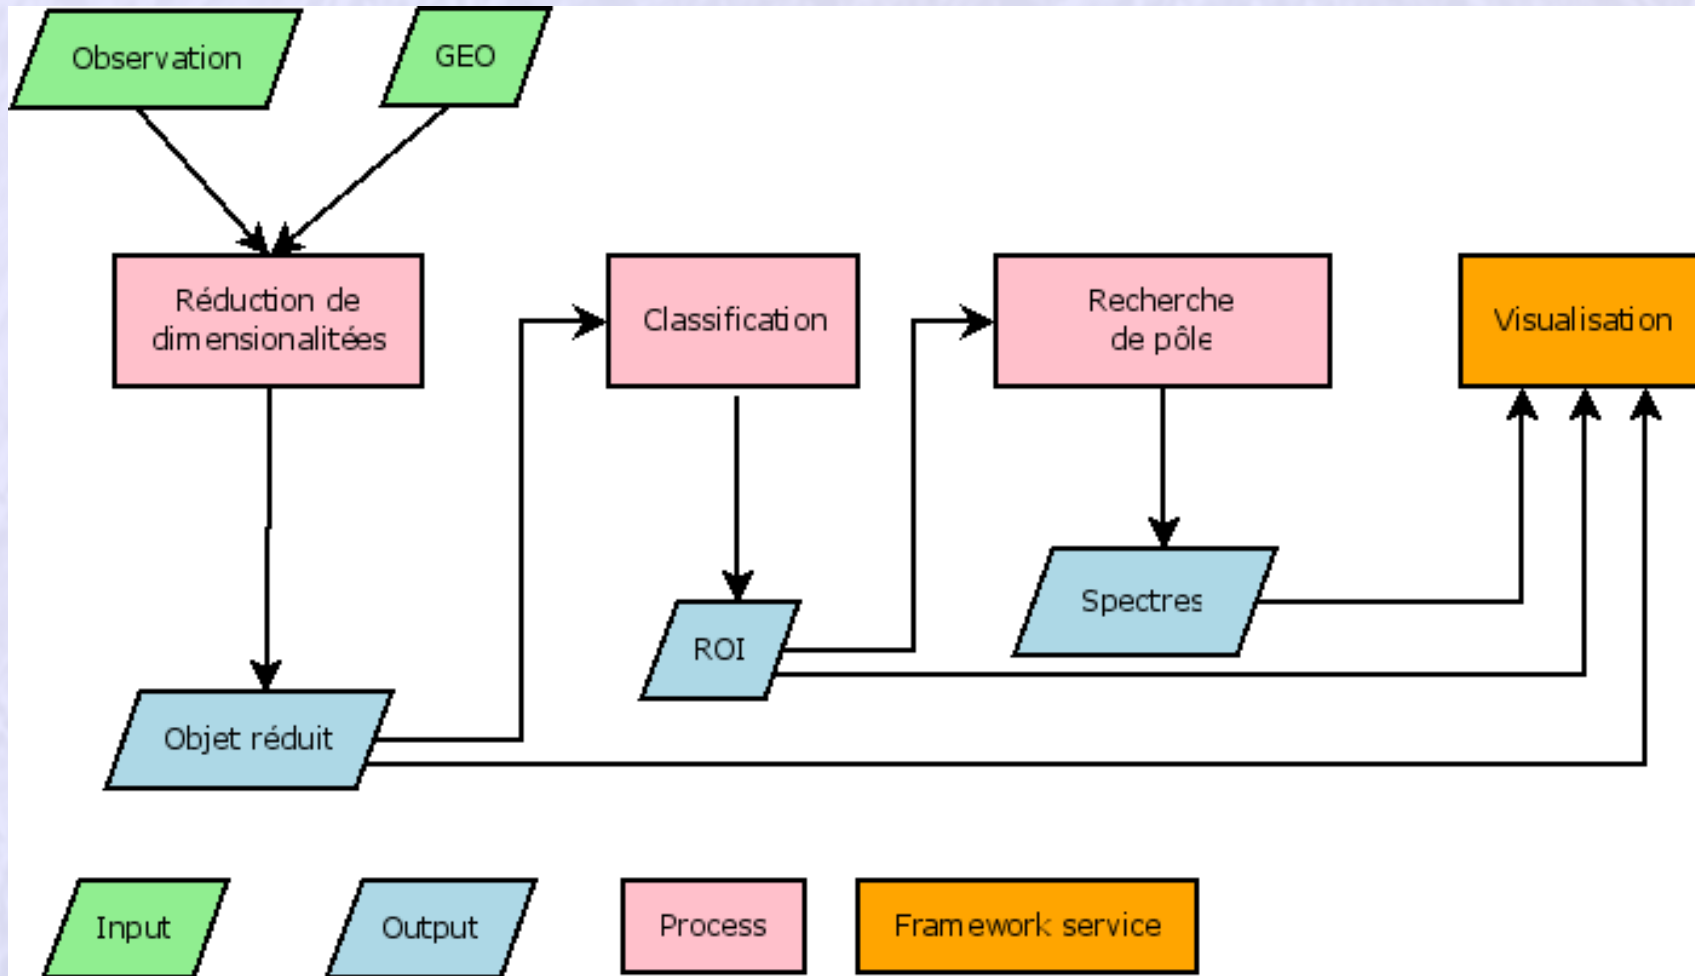 Observation
GEO
Réduction de
dimensionalitées
Classification
Recherche
de pôle
Visualisation
Spectres
ROI
Objet réduit
Input
Output
Process
Framework service